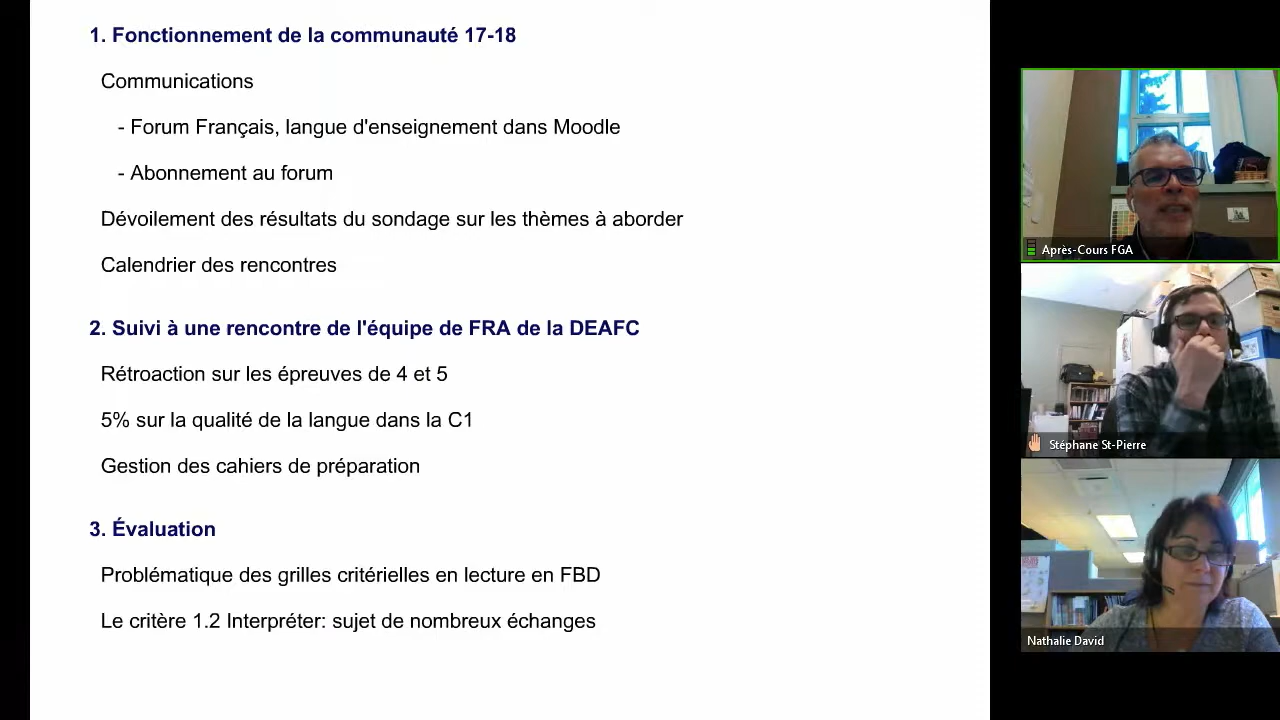 1. Fonctionnement de la communauté 17-18
Communications
- Forum Français, langue d'enseignement dans Moodle
- Abonnement au forum
Dévoilement des résultats du sondage sur les thèmes à aborder
Calendrier des rencontres
2. Suivi à une rencontre de l'équipe de FRA de la DEAFC
Rétroaction sur les épreuves de 4 et 5
5% sur la qualité de la langue dans la C1
Gestion des cahiers de préparation
3. Évaluation
Problématique des grilles critérielles en lecture en FBD
Le critère 1.2 Interpréter: sujet de nombreux échanges
Après-Cours FGA
Stéphane St-Pierre
Nathalie David